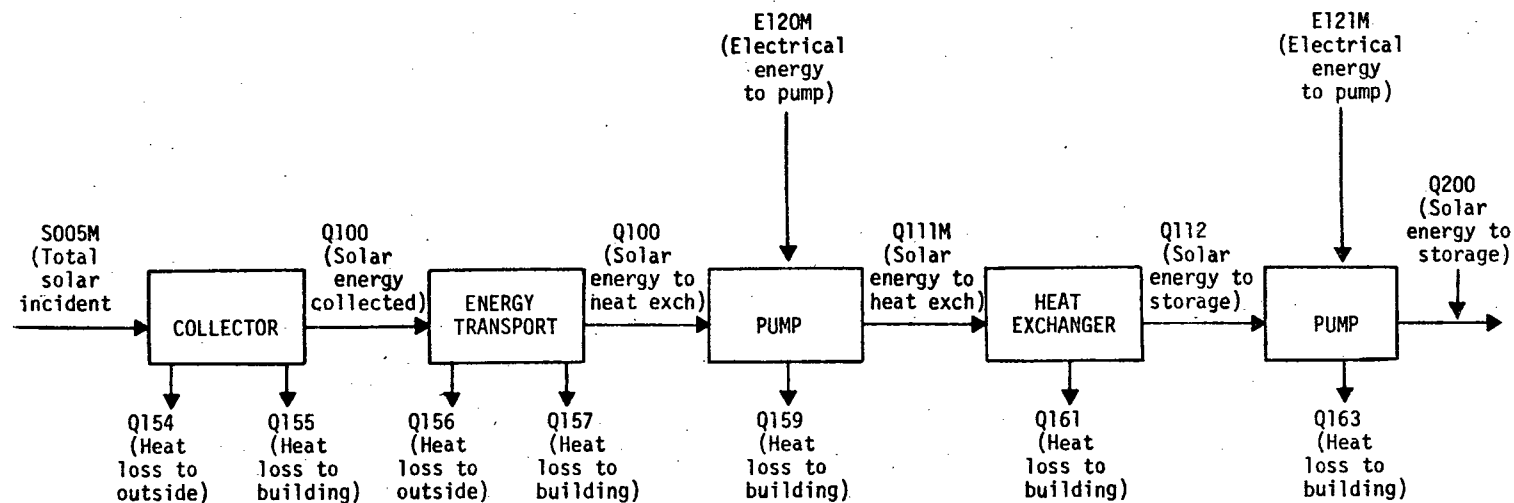 E120M
(Electrical
energy
to pump)
E121M
(Electrical
energy
to pump)
S005M
(Total
solar
incident
Q100
(Solar
energy
collected)
Q100
(Solar
energy to
heat exch)
Q111M
(Solar
energy to
heat exch)
Q112
(Solar
energy to
storage)
Q200
(Solar
energy to
storage)
COLLECTOR
ENERGY
TRANSPORT
PUMP
HEAT
EXCHANGER
PUMP
Q154
(Heat
loss to
outside)
Q155
(Heat
loss to
building)
Q156
(Heat
loss to
outside)
Q157
(Heat
loss to
building)
Q159
(Heat
loss to
building)
Q161
(Heat
loss to
building)
Q163
(Heat
loss to
building)